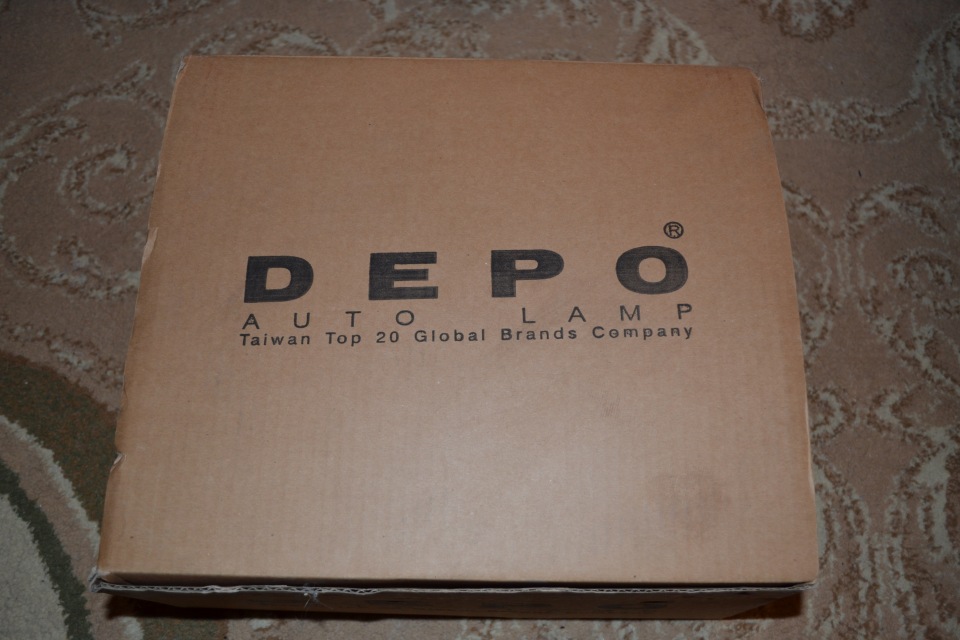 DEPO®
AUTO LAMP
Taiwan Top 20 Global Brands Company